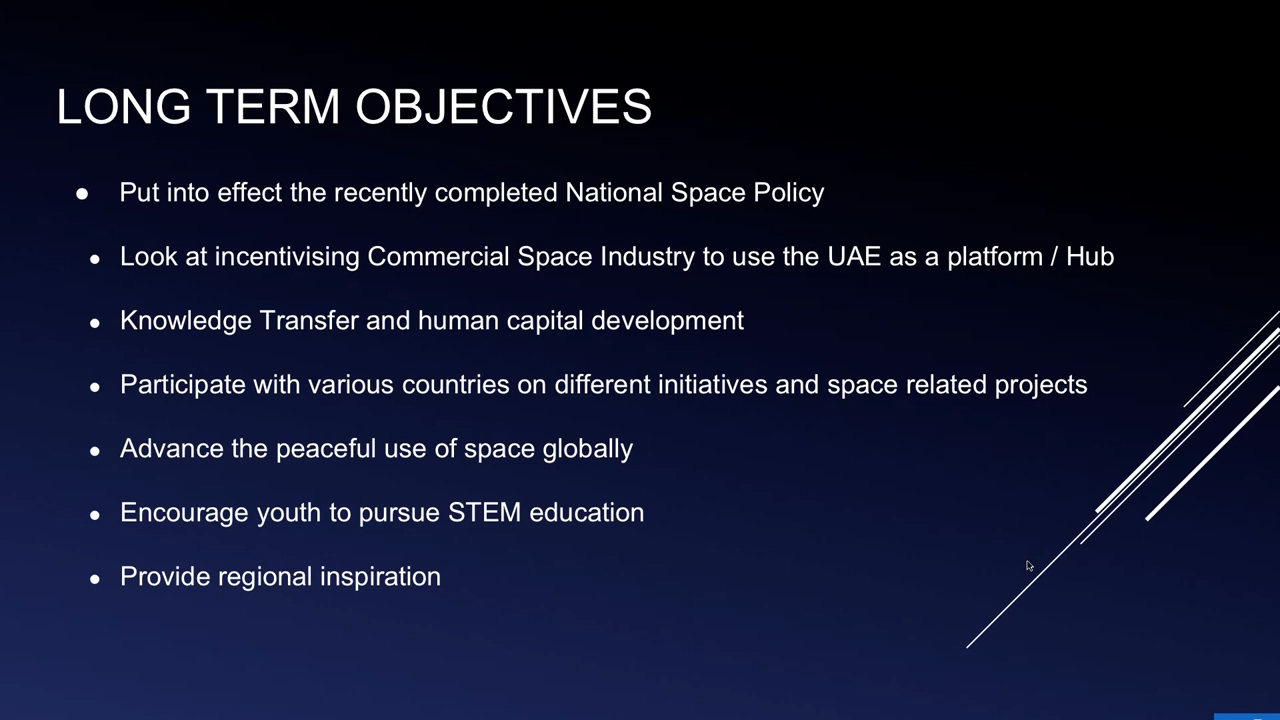 LONG TERM OBJECTIVES
● Put into effect the recently completed National Space Policy
● Look at incentivising Commercial Space Industry to use the UAE as a platform / Hub
● Knowledge Transfer and human capital development
● Participate with various countries on different initiatives and space related projects
● Advance the peaceful use of space globally
● Encourage youth to pursue STEM education
● Provide regional inspiration